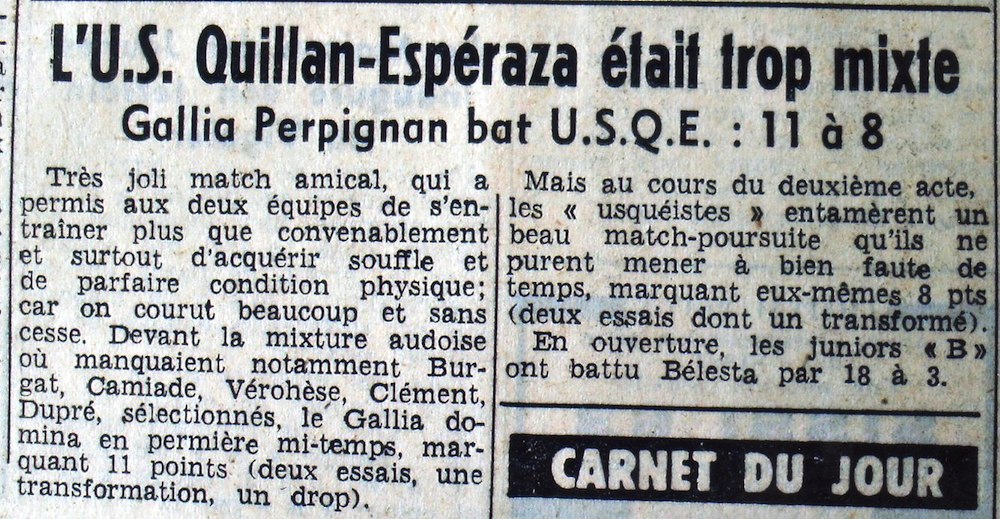 L'U.S. Quillan-Espéraza était trop mixte
Gallia Perpignan bat U.S.Q.E. : 11 à 8
Très joli match amical, qui a
permis aux deux équipes de s'en-
traîner plus que convenablement
et surtout d'acquérir souffle et
de parfaire condition physique;
car on courut beaucoup et sans
cesse. Devant la mixture audoise
où manquaient notamment Bur-
gat, Camiade, Vérohèse, Clément,
Dupré, sélectionnés, le Gallia do-
mina en permière mi-temps, mar-
quant 11 points (deux essais, une
transformation, un drop).
Mais au cours du deuxième acte,
les « usquéistes » entamèrent un
beau match-poursuite qu'ils ne
purent mener à bien faute de
temps, marquant eux-mêmes 8 pts
(deux essais dont un transformé).
En ouverture, les juniors « B »
ont battu Bélesta par 18 à 3.
CARNET DU JOUR